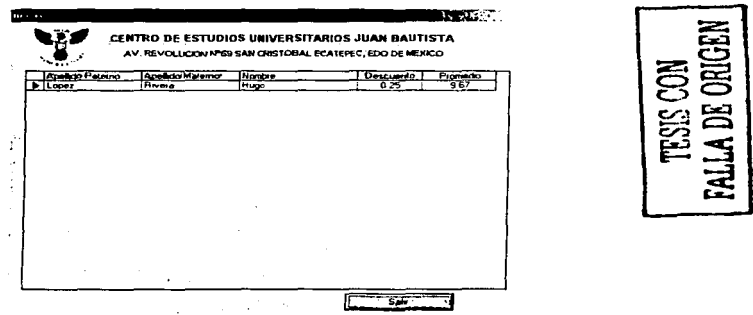 CENTRO DE ESTUDIOS UNIVERSITARIOS JUAN BAUTISTA
AV. REVOLUCION Nº59 SAN CRISTOBAL ECATEPEC, EDO DE MEXICO
Apellido Paterno Apellido Materno Nombre Descuento Promedio
Lopez Rivera Hugo 0.25 9.67
Salir
TESIS CON
FALLA DE ORIGEN